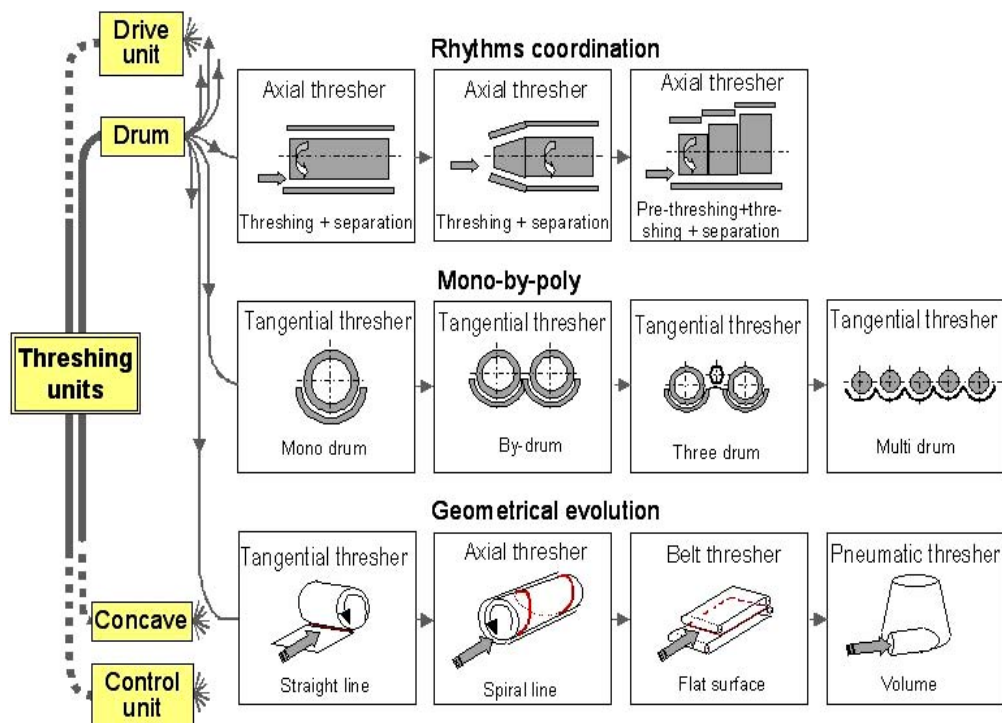 Drive
unit
Drum
Threshing
units
Concave
Control
unit
Rhythms coordination
Axial thresher
Threshing + separation
Axial thresher
Threshing + separation
Axial thresher
Pre-threshing+thre-
shing + separation
Mono-by-poly
Tangential thresher
Mono drum
Tangential thresher
By-drum
Tangential thresher
Three drum
Tangential thresher
Multi drum
Geometrical evolution
Tangential thresher
Straight line
Axial thresher
Spiral line
Belt thresher
Flat surface
Pneumatic thresher
Volume